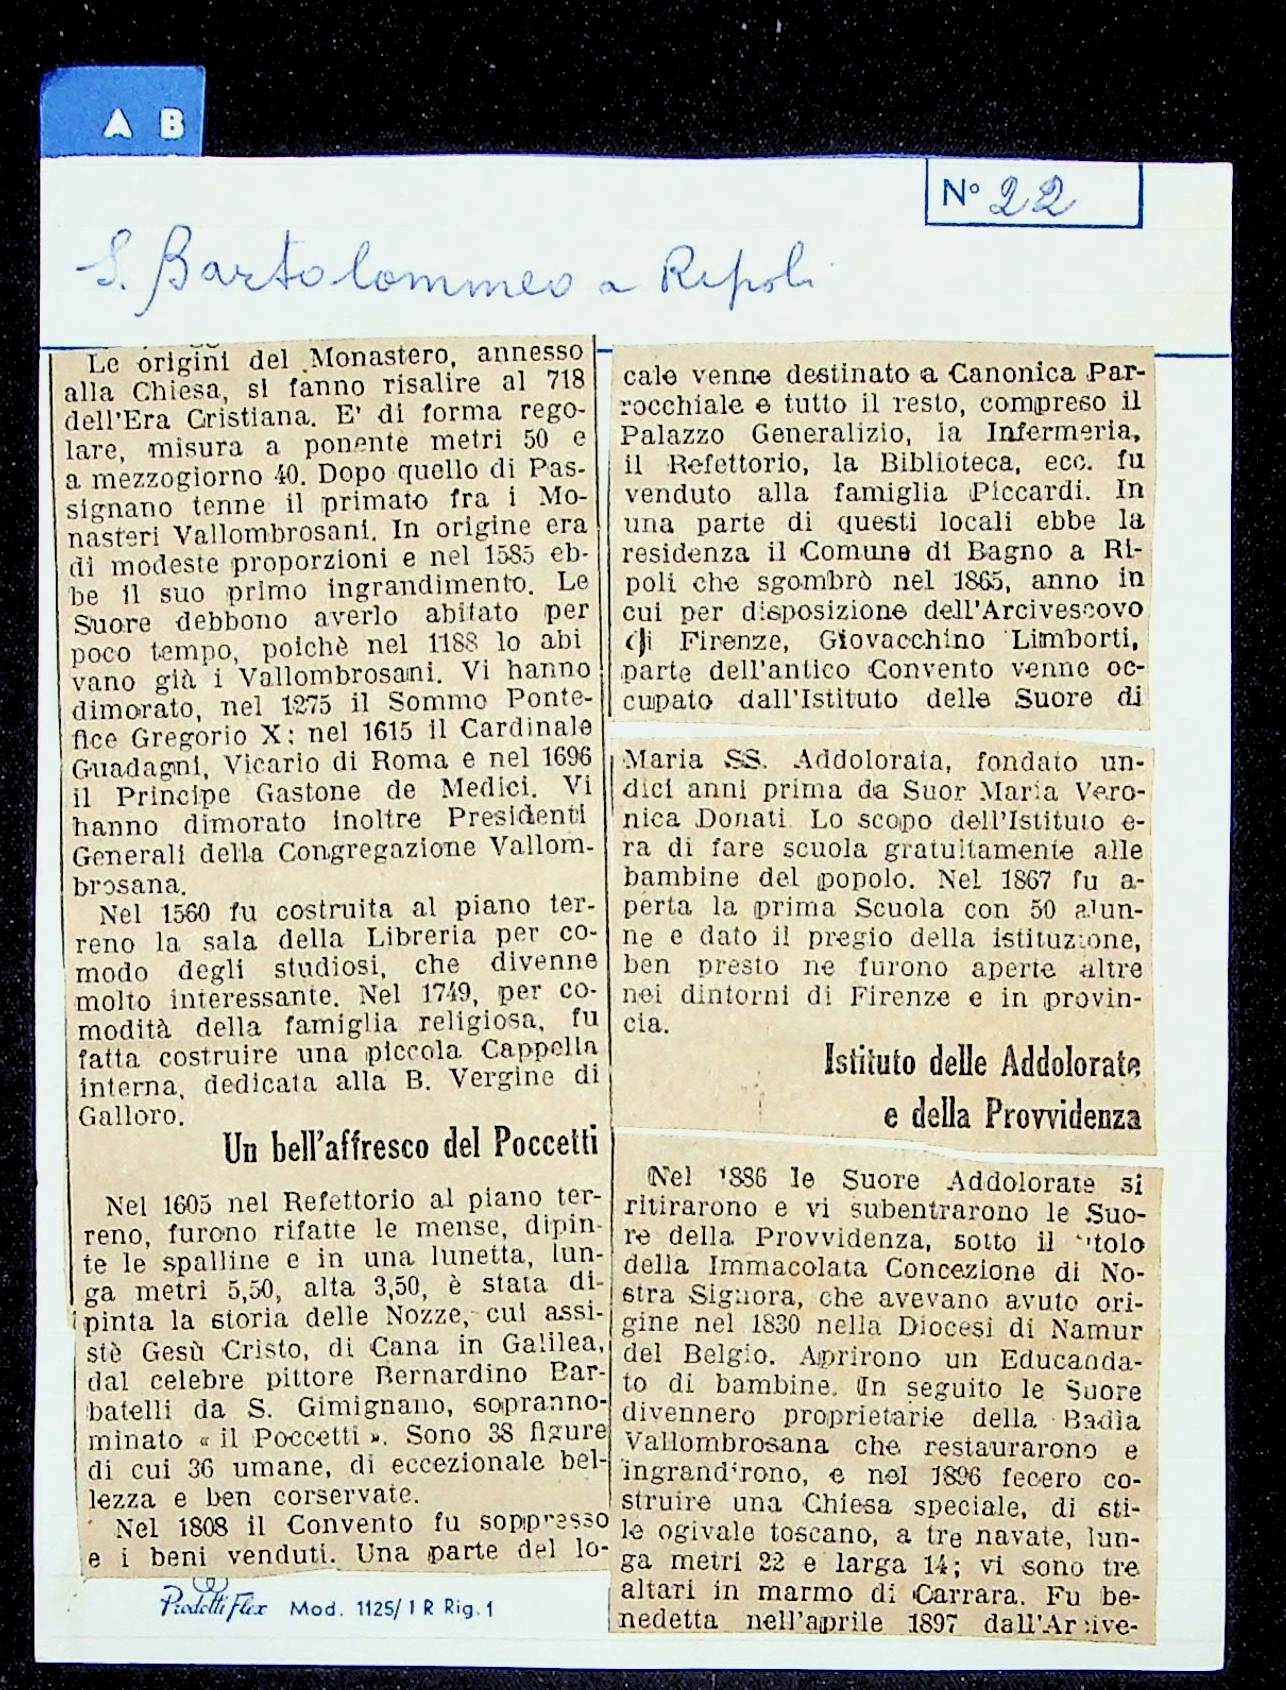 A B
N° 22
S. Bartolommeo a Ripoli
Le origini del Monastero, annesso
alla Chiesa, si fanno risalire al 718
dell'Era Cristiana. E' di forma rego-
lare, misura a ponente metri 50 e
a mezzogiorno 40. Dopo quello di Pas-
signano tenne il primato fra i Mo-
nasteri Vallombrosani. In origine era
di modeste proporzioni e nel 1585 eb-
be il suo primo ingrandimento. Le
Suore debbono averlo abitato per
poco tempo, poichè nel 1188 lo abi
vano già i Vallombrosani. Vi hanno
dimorato, nel 1275 il Sommo Ponte-
fice Gregorio X; nel 1615 il Cardinale
Guadagni, Vicario di Roma e nel 1696
il Principe Gastone de Medici. Vi
hanno dimorato inoltre Presidenti
Generali della Congregazione Vallom-
brosana.
Nel 1560 fu costruita al piano ter-
reno la sala della Libreria per co-
modo degli studiosi, che divenne
molto interessante. Nel 1749, per co-
modità della famiglia religiosa, fu
fatta costruire una piccola Cappella
interna, dedicata alla B. Vergine di
Galloro.
Un bell'affresco del Poccetti
Nel 1605 nel Refettorio al piano ter-
reno, furono rifatte le mense, dipin-
te le spalline e in una lunetta, lun-
ga metri 5,50, alta 3,50, è stata di-
pinta la storia delle Nozze, cui assi-
stè Gesù Cristo, di Cana in Galilea,
dal celebre pittore Bernardino Bar-
batelli da S. Gimignano, sopranno-
minato « il Poccetti ». Sono 38 figure
di cui 36 umane, di eccezionale bel-
lezza e ben corservate.
Nel 1808 il Convento fu soppresso
e i beni venduti. Una parte del lo-
cale venne destinato a Canonica Par-
rocchiale e tutto il resto, compreso il
Palazzo Generalizio, la Infermeria,
il Refettorio, la Biblioteca, ecc. fu
venduto alla famiglia Piccardi. In
una parte di questi locali ebbe la
residenza il Comune di Bagno a Ri-
poli che sgombrò nel 1865, anno in
cui per disposizione dell'Arcivescovo
di Firenze, Giovacchino Limborti,
parte dell'antico Convento venne oc-
cupato dall'Istituto delle Suore di
Maria SS. Addolorata, fondato un-
dici anni prima da Suor Maria Vero-
nica Donati. Lo scopo dell'Istituto e-
ra di fare scuola gratuitamente alle
bambine del popolo. Nel 1867 fu a-
perta la prima Scuola con 50 alun-
ne e dato il pregio della istituzione,
ben presto ne furono aperte altre
nei dintorni di Firenze e in provin-
cia.
Istituto delle Addolorate
e della Provvidenza
Nel 1886 le Suore Addolorate si
ritirarono e vi subentrarono le Suo-
re della Provvidenza, sotto il titolo
della Immacolata Concezione di No-
stra Signora, che avevano avuto ori-
gine nel 1830 nella Diocesi di Namur
del Belgio. Aprirono un Educanda-
to di bambine. In seguito le Suore
divennero proprietarie della Badia
Vallombrosana che restaurarono e
ingrandirono, e nel 1896 fecero co-
struire una Chiesa speciale, di sti-
le ogivale toscano, a tre navate, lun-
ga metri 22 e larga 14; vi sono tre
altari in marmo di Carrara. Fu be-
nedetta nell'aprile 1897 dall'Arcive-
Prodotti Flex Mod. 1125/1 R Rig. 1